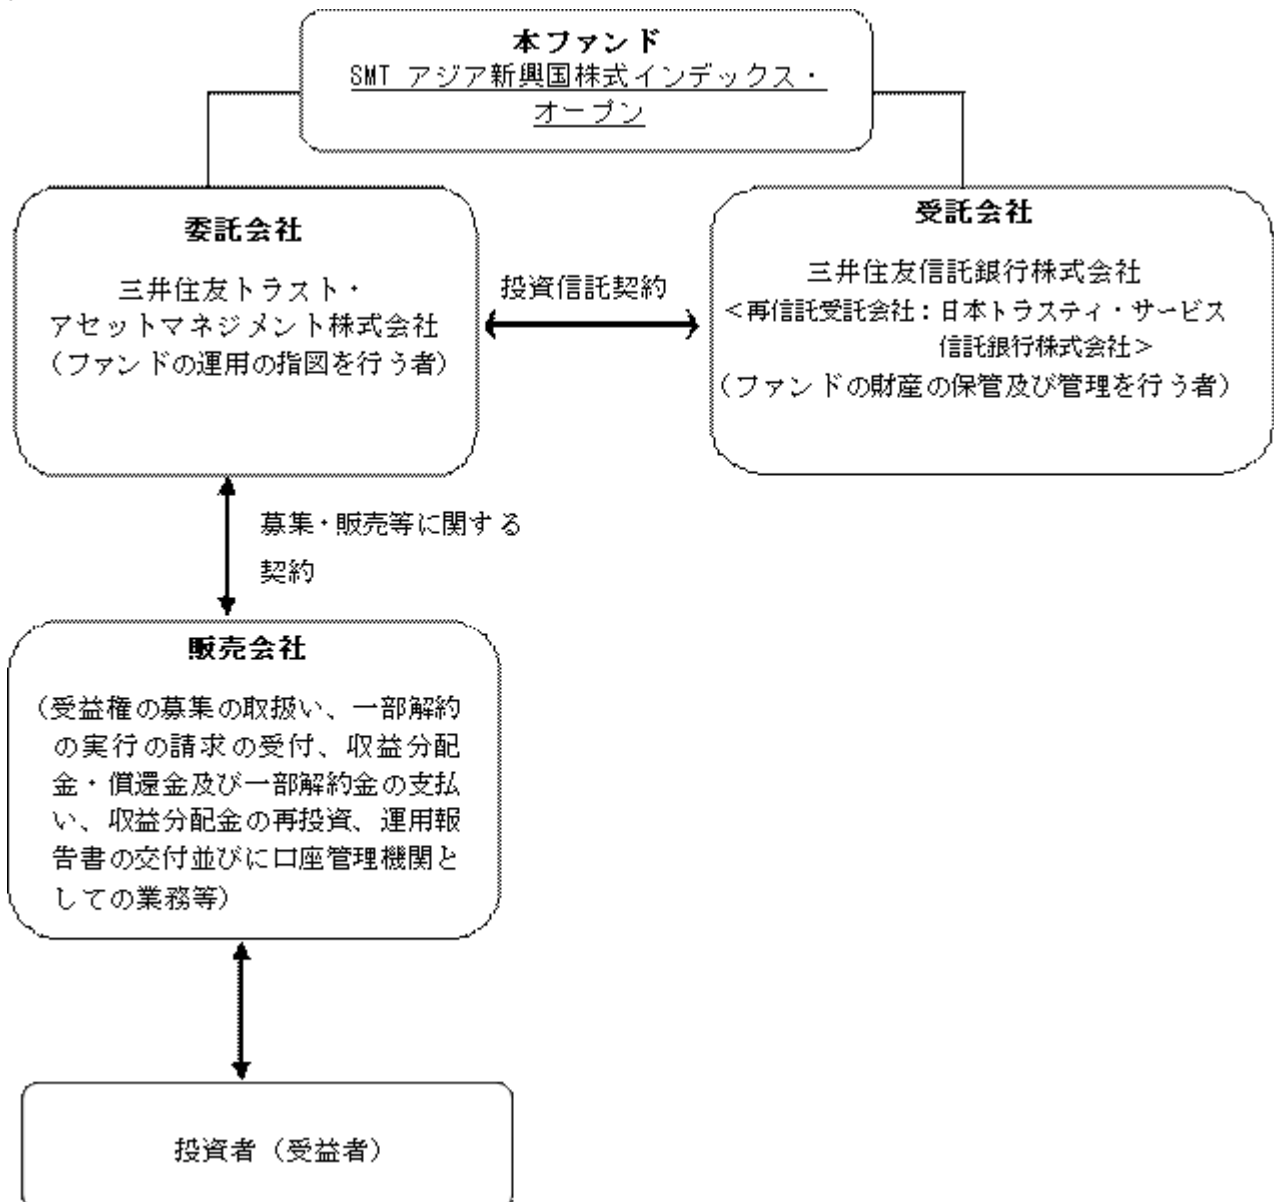 本ファンド
SMT アジア新興国株式インデックス・
オープン
委託会社
三井住友トラスト・
アセットマネジメント株式会社
（ファンドの運用の指図を行う者）
投資信託契約
受託会社
三井住友信託銀行株式会社
＜再信託受託会社：日本トラスティ・サービス
信託銀行株式会社＞
（ファンドの財産の保管及び管理を行う者）
募集・販売等に関する
契約
販売会社
（受益権の募集の取扱い、一部解約
の実行の請求の受付、収益分配
金・償還金及び一部解約金の支払
い、収益分配金の再投資、運用報
告書の交付並びに口座管理機関と
しての業務等）
投資者（受益者）